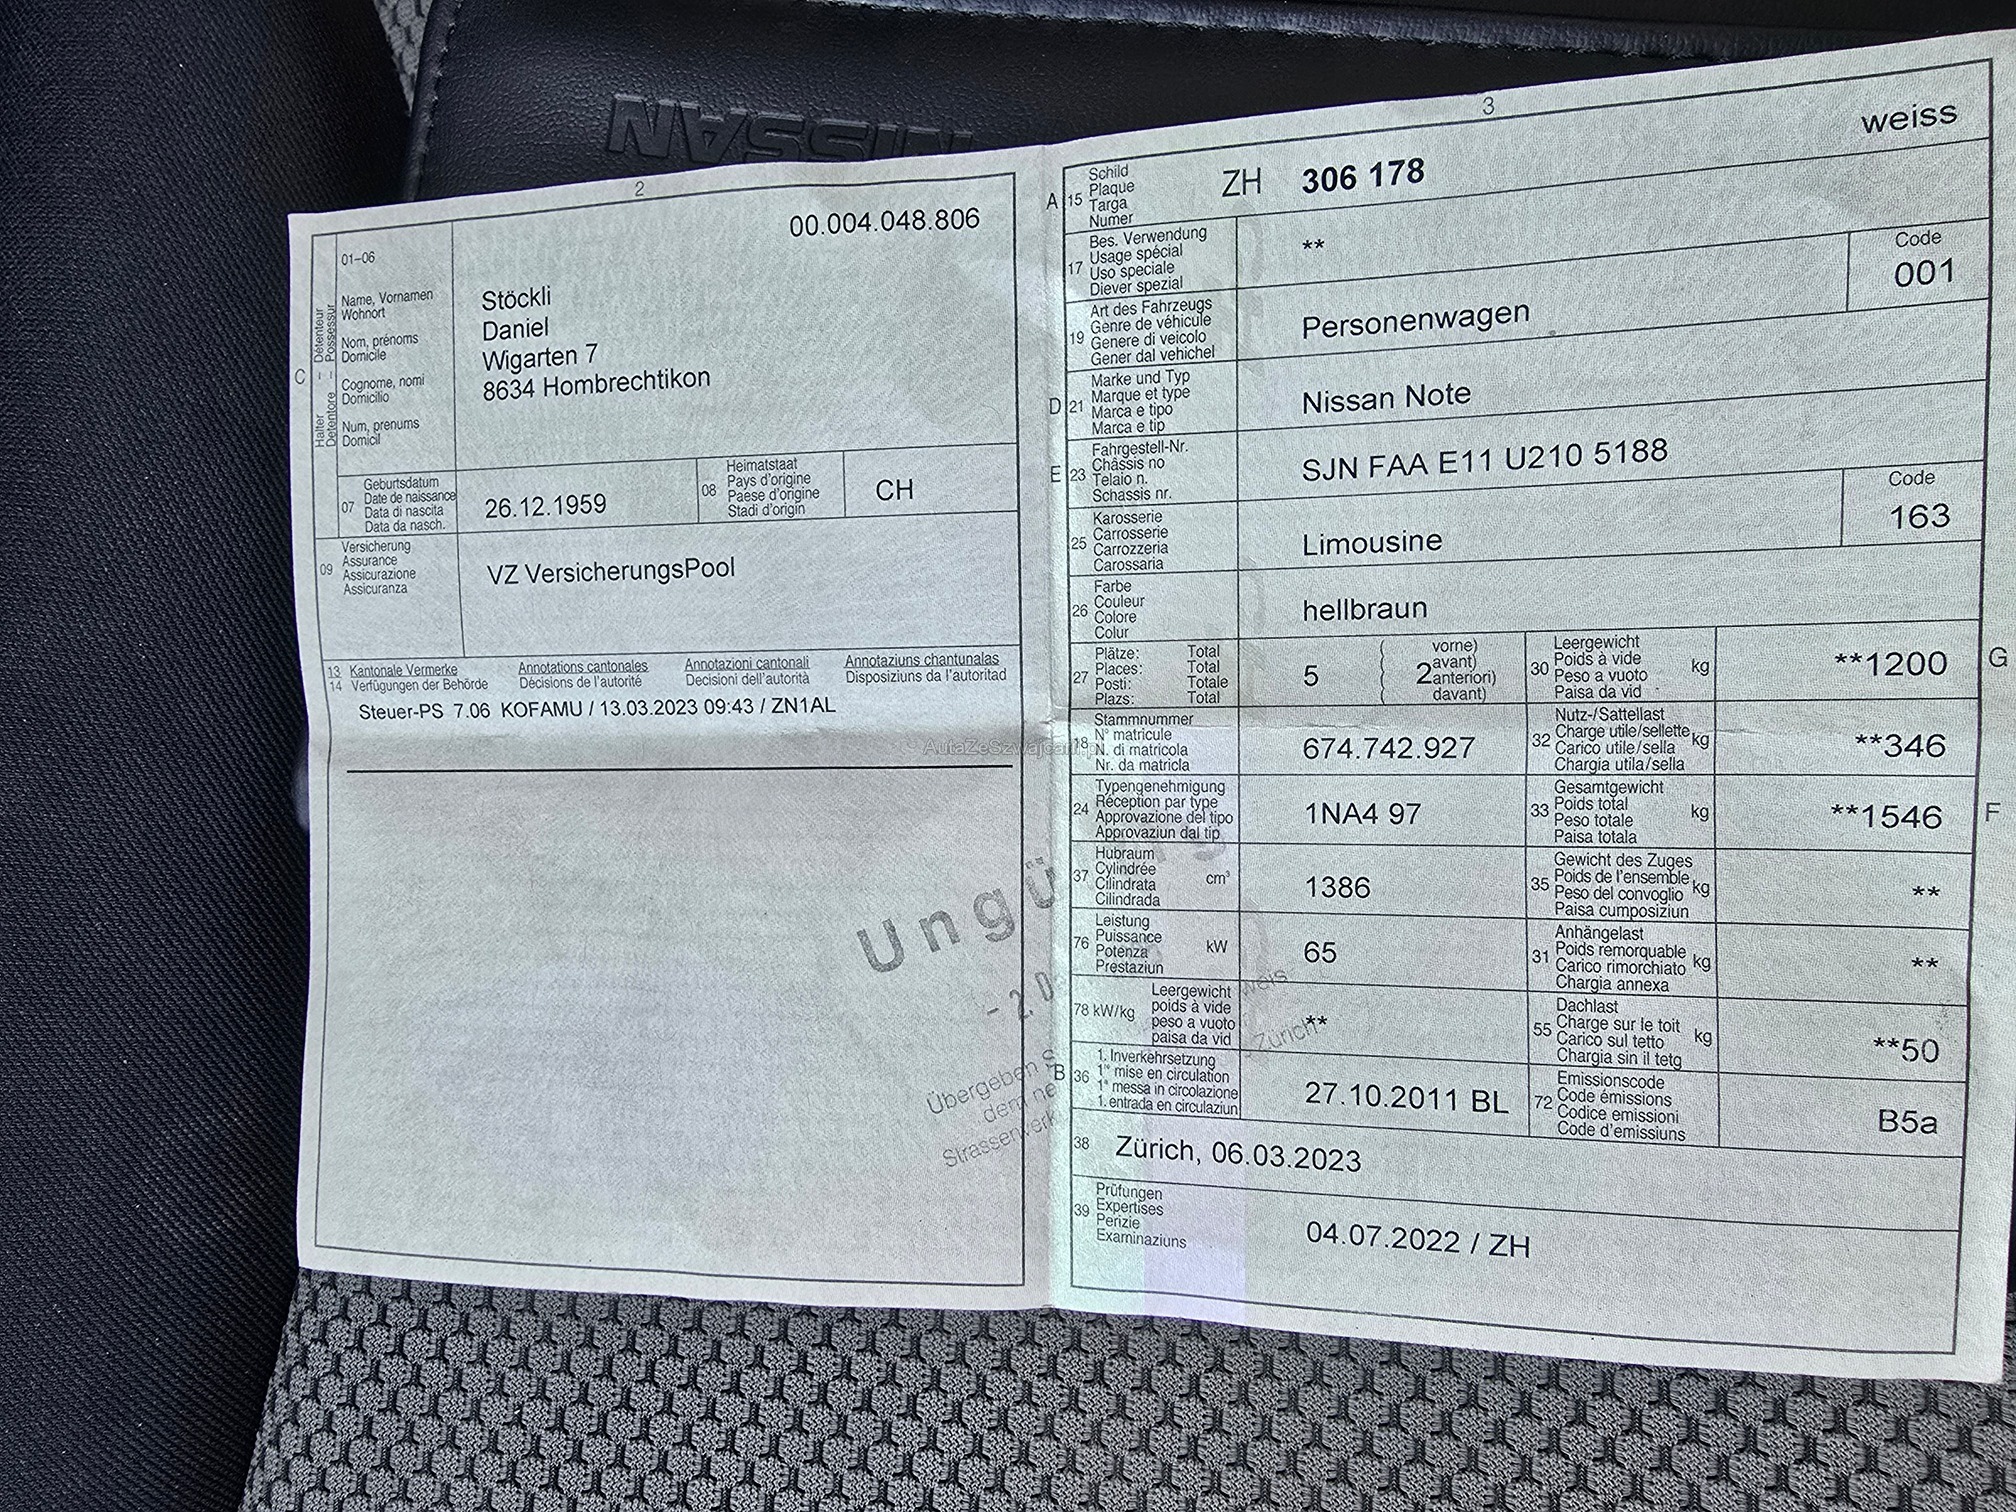 NISSAN
2
00.004.048.806
C
Halter – Détenteur
Detentore – Possessur
01–06
Name, Vornamen
Wohnort
Nom, prénoms
Domicile
Cognome, nomi
Domicilio
Num, prenums
Domicil
Stöckli
Daniel
Wigarten 7
8634 Hombrechtikon
07
Geburtsdatum
Date de naissance
Data di nascita
Data da nasch.
26.12.1959
08
Heimatstaat
Pays d'origine
Paese d'origine
Stadi d'origin
CH
09
Versicherung
Assurance
Assicurazione
Assicuranza
VZ VersicherungsPool
13 Kantonale Vermerke Annotations cantonales Annotazioni cantonali Annotaziuns chantunalas
14 Verfügungen der Behörde Décisions de l'autorité Decisioni dell'autorità Disposiziuns da l'autoritad
Steuer-PS 7.06 KOFAMU / 13.03.2023 09:43 / ZN1AL
Ungü
- 2. D
Übergeben S
dem ne
Strassenverk
weis
Zürich
3
weiss
A 15
Schild
Plaque
Targa
Numer
ZH 306 178
17
Bes. Verwendung
Usage spécial
Uso speciale
Diever spezial
**
19
Art des Fahrzeugs
Genre de véhicule
Genere di veicolo
Gener dal vehichel
Personenwagen
Code
001
D 21
Marke und Typ
Marque et type
Marca e tipo
Marca e tip
Nissan Note
E 23
Fahrgestell-Nr.
Châssis no
Telaio n.
Schassis nr.
SJN FAA E11 U210 5188
25
Karosserie
Carrosserie
Carrozzeria
Carossaria
Limousine
Code
163
26
Farbe
Couleur
Colore
Colur
hellbraun
27
Plätze: Total
Places: Total
Posti: Totale
Plazs: Total
5
2
vorne)
avant)
anteriori)
davant)
30
Leergewicht
Poids à vide
Peso a vuoto
Paisa da vid
kg
**1200
G
18
Stammnummer
N° matricule
N. di matricola
Nr. da matricla
674.742.927
32
Nutz-/Sattellast
Charge utile/sellette
Carico utile/sella
Chargia utila/sella
kg
**346
24
Typengenehmigung
Réception par type
Approvazione del tipo
Approvaziun dal tip
1NA4 97
33
Gesamtgewicht
Poids total
Peso totale
Paisa totala
kg
**1546
F
37
Hubraum
Cylindrée
Cilindrata
Cilindrada
cm³
1386
35
Gewicht des Zuges
Poids de l'ensemble
Peso del convoglio
Paisa cumposiziun
kg
**
76
Leistung
Puissance
Potenza
Prestaziun
kW
65
31
Anhängelast
Poids remorquable
Carico rimorchiato
Chargia annexa
kg
**
78 kW/kg
Leergewicht
poids à vide
peso a vuoto
paisa da vid
**
55
Dachlast
Charge sur le toit
Carico sul tetto
Chargia sin il tetg
kg
**50
B 36
1. Inverkehrsetzung
1re mise en circulation
1a messa in circolazione
1. entrada en circulaziun
27.10.2011 BL
72
Emissionscode
Code émissions
Codice emissioni
Code d'emissiuns
B5a
38
Zürich, 06.03.2023
39
Prüfungen
Expertises
Perizie
Examinaziuns
04.07.2022 / ZH